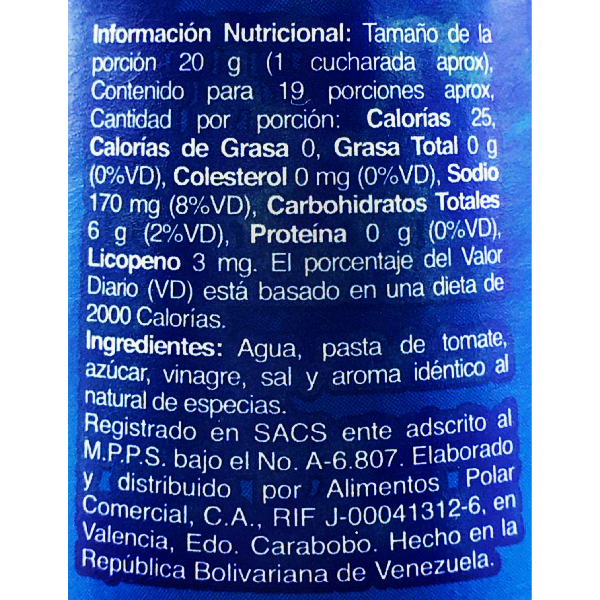 Información Nutricional: Tamaño de la
porción 20 g (1 cucharada aprox),
Contenido para 19 porciones aprox,
Cantidad por porción: Calorías 25,
Calorías de Grasa 0, Grasa Total 0 g
(0%VD), Colesterol 0 mg (0%VD), Sodio
170 mg (8%VD), Carbohidratos Totales
6 g (2%VD), Proteína 0 g (0%VD),
Licopeno 3 mg. El porcentaje del Valor
Diario (VD) está basado en una dieta de
2000 Calorías.
Ingredientes: Agua, pasta de tomate,
azúcar, vinagre, sal y aroma idéntico al
natural de especias.
Registrado en SACS ente adscrito al
M.P.P.S. bajo el No. A-6.807. Elaborado
y distribuido por Alimentos Polar
Comercial, C.A., RIF J-00041312-6, en
Valencia, Edo. Carabobo. Hecho en la
República Bolivariana de Venezuela.